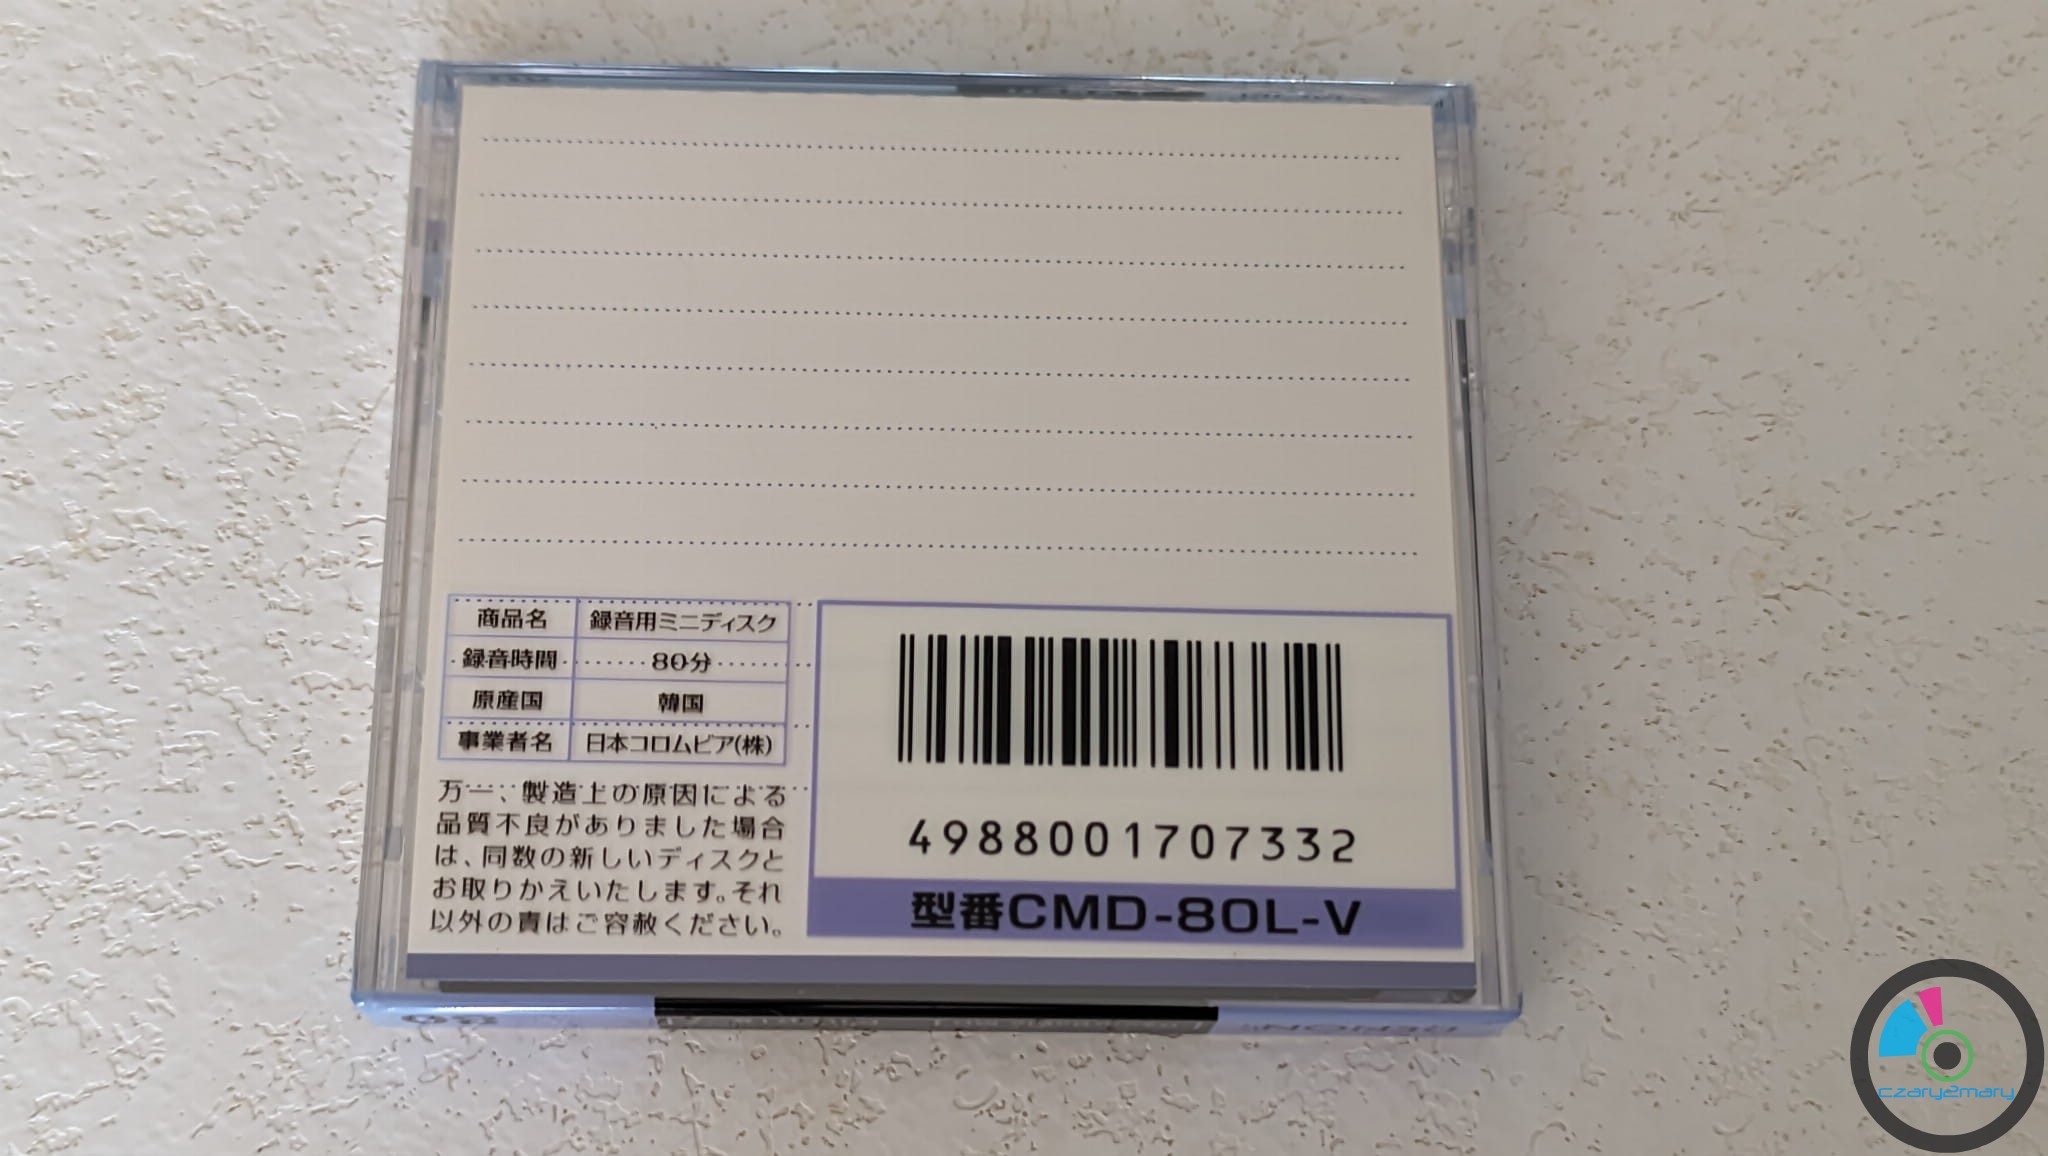 商品名 録音用ミニディスク
録音時間 80分
原産国 韓国
事業者名 日本コロムビア(株)
万一、製造上の原因による
品質不良がありました場合
は、同数の新しいディスクと
お取りかえいたします。それ
以外の責はご容赦ください。
4988001707332
型番CMD-80L-V
DENON
czary2mary